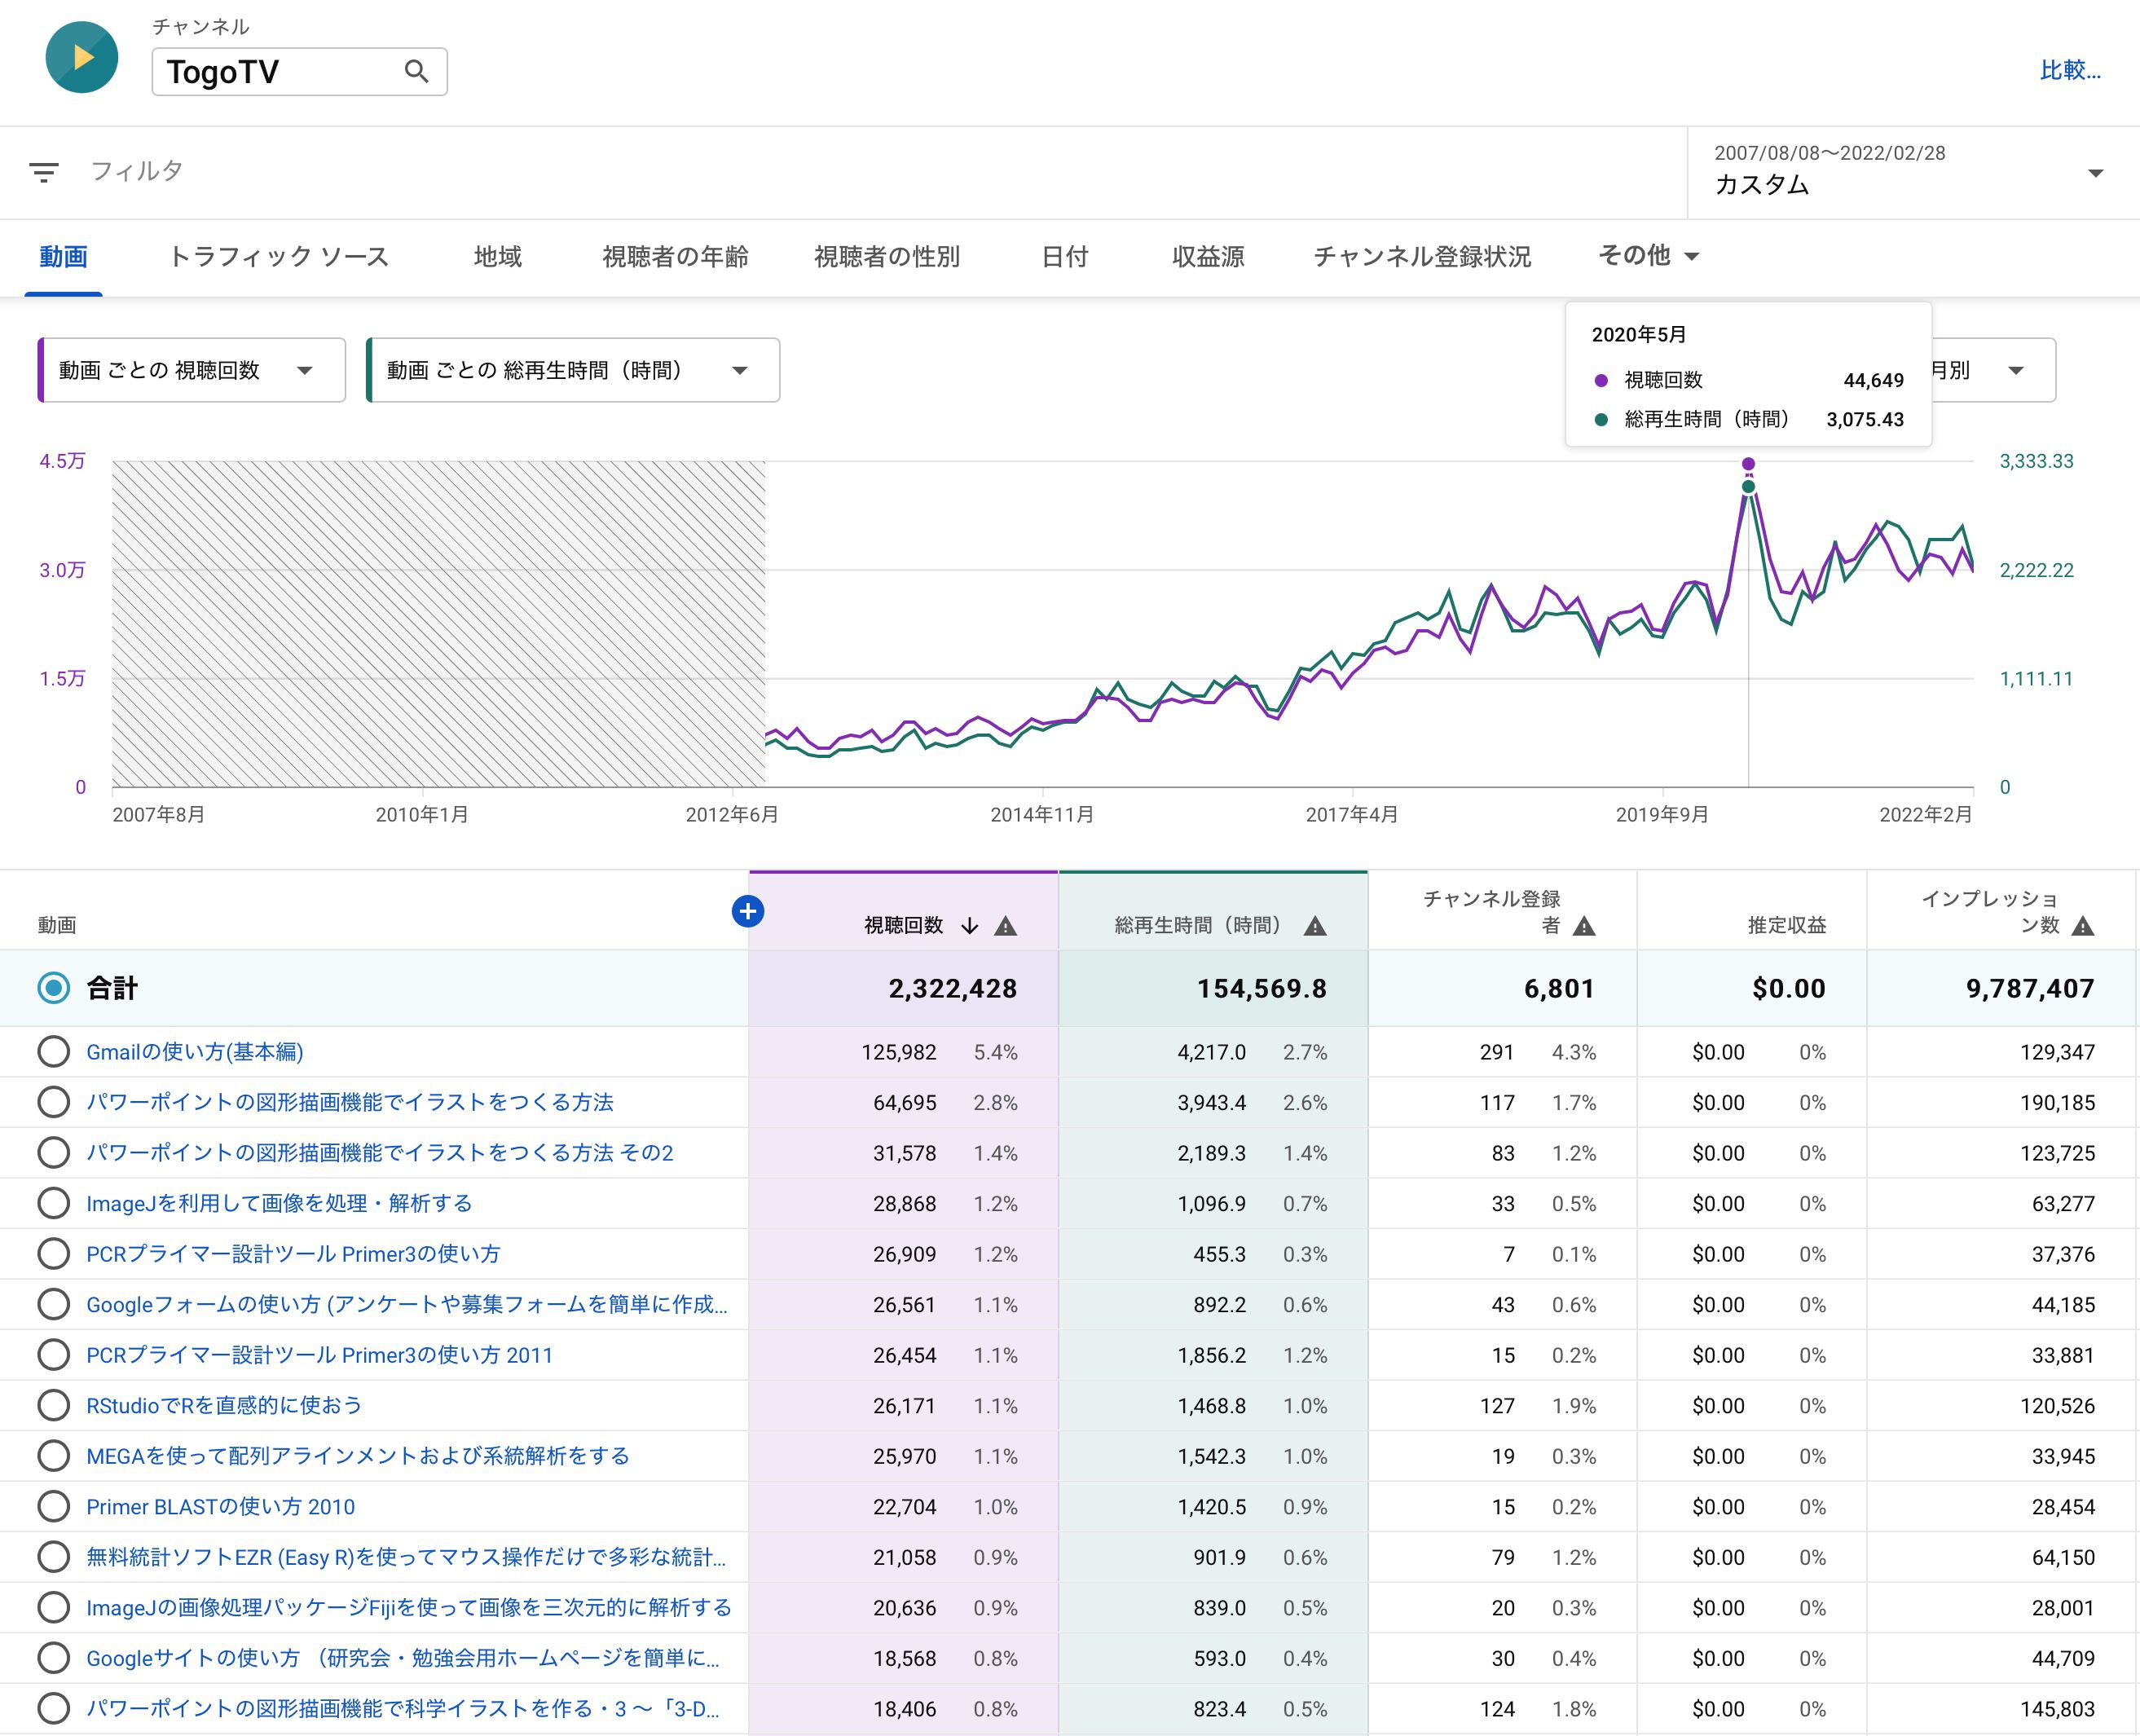 チャンネル
TogoTV
比較...
フィルタ
2007/08/08～2022/02/28
カスタム
動画 トラフィック ソース 地域 視聴者の年齢 視聴者の性別 日付 収益源 チャンネル登録状況 その他
2020年5月
視聴回数 44,649
総再生時間（時間） 3,075.43
動画 ごとの 視聴回数 動画 ごとの 総再生時間（時間） 月別
4.5万 3,333.33
3.0万 2,222.22
1.5万 1,111.11
0 0
2007年8月 2010年1月 2012年6月 2014年11月 2017年4月 2019年9月 2022年2月
動画 視聴回数 総再生時間（時間） チャンネル登録者 推定収益 インプレッション数
合計 2,322,428 154,569.8 6,801 $0.00 9,787,407
Gmailの使い方(基本編) 125,982 5.4% 4,217.0 2.7% 291 4.3% $0.00 0% 129,347
パワーポイントの図形描画機能でイラストをつくる方法 64,695 2.8% 3,943.4 2.6% 117 1.7% $0.00 0% 190,185
パワーポイントの図形描画機能でイラストをつくる方法 その2 31,578 1.4% 2,189.3 1.4% 83 1.2% $0.00 0% 123,725
ImageJを利用して画像を処理・解析する 28,868 1.2% 1,096.9 0.7% 33 0.5% $0.00 0% 63,277
PCRプライマー設計ツール Primer3の使い方 26,909 1.2% 455.3 0.3% 7 0.1% $0.00 0% 37,376
Googleフォームの使い方 (アンケートや募集フォームを簡単に作成... 26,561 1.1% 892.2 0.6% 43 0.6% $0.00 0% 44,185
PCRプライマー設計ツール Primer3の使い方 2011 26,454 1.1% 1,856.2 1.2% 15 0.2% $0.00 0% 33,881
RStudioでRを直感的に使おう 26,171 1.1% 1,468.8 1.0% 127 1.9% $0.00 0% 120,526
MEGAを使って配列アラインメントおよび系統解析をする 25,970 1.1% 1,542.3 1.0% 19 0.3% $0.00 0% 33,945
Primer BLASTの使い方 2010 22,704 1.0% 1,420.5 0.9% 15 0.2% $0.00 0% 28,454
無料統計ソフトEZR (Easy R)を使ってマウス操作だけで多彩な統計... 21,058 0.9% 901.9 0.6% 79 1.2% $0.00 0% 64,150
ImageJの画像処理パッケージFijiを使って画像を三次元的に解析する 20,636 0.9% 839.0 0.5% 20 0.3% $0.00 0% 28,001
Googleサイトの使い方 （研究会・勉強会用ホームページを簡単に... 18,568 0.8% 593.0 0.4% 30 0.4% $0.00 0% 44,709
パワーポイントの図形描画機能で科学イラストを作る・3 〜「3-D... 18,406 0.8% 823.4 0.5% 124 1.8% $0.00 0% 145,803